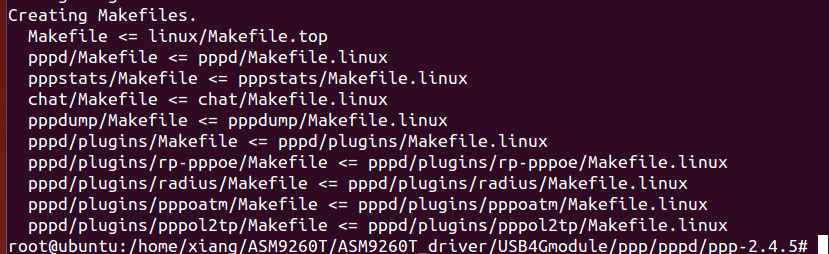 Creating Makefiles.
Makefile <= linux/Makefile.top
pppd/Makefile <= pppd/Makefile.linux
pppstats/Makefile <= pppstats/Makefile.linux
chat/Makefile <= chat/Makefile.linux
pppdump/Makefile <= pppdump/Makefile.linux
pppd/plugins/Makefile <= pppd/plugins/Makefile.linux
pppd/plugins/rp-pppoe/Makefile <= pppd/plugins/rp-pppoe/Makefile.linux
pppd/plugins/radius/Makefile <= pppd/plugins/radius/Makefile.linux
pppd/plugins/pppoatm/Makefile <= pppd/plugins/pppoatm/Makefile.linux
pppd/plugins/pppol2tp/Makefile <= pppd/plugins/pppol2tp/Makefile.linux
root@ubuntu:/home/xiang/ASM9260T/ASM9260T_driver/USB4Gmodule/ppp/pppd/ppp-2.4.5#